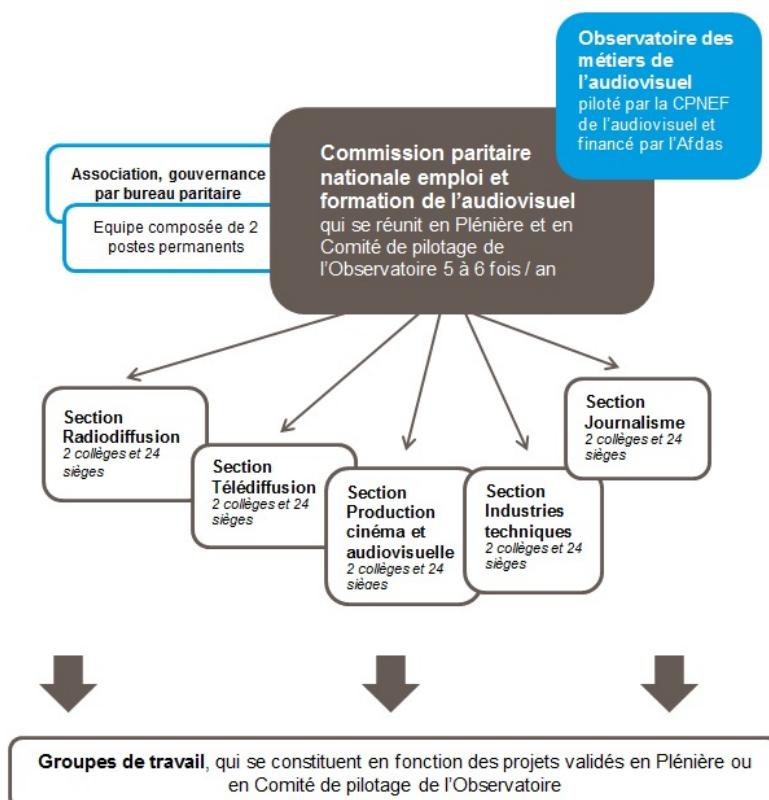 Observatoire des
métiers de
l'audiovisuel
piloté par la CPNEF
de l'audiovisuel et
financé par l'Afdas
Association, gouvernance
par bureau paritaire
Equipe composée de 2
postes permanents
Commission paritaire
nationale emploi et
formation de l'audiovisuel
qui se réunit en Plénière et en
Comité de pilotage de
l'Observatoire 5 à 6 fois / an
Section
Radiodiffusion
2 collèges et 24
sièges
Section
Télédiffusion
2 collèges et 24
sièges
Section
Production
cinéma et
audiovisuelle
2 collèges et 24
sièges
Section
Industries
techniques
2 collèges et 24
sièges
Section
Journalisme
2 collèges et 24
sièges
Groupes de travail, qui se constituent en fonction des projets validés en Plénière ou
en Comité de pilotage de l'Observatoire